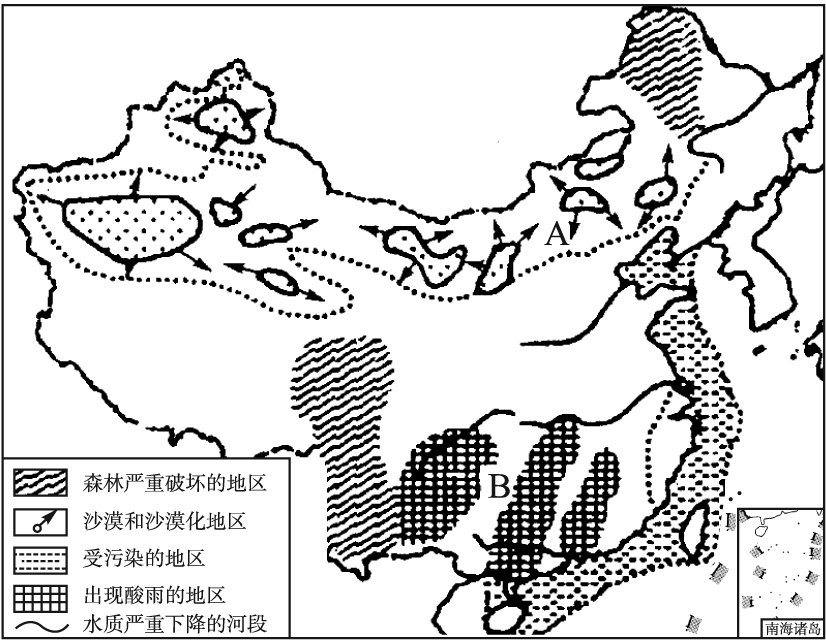 A
B
森林严重破坏的地区
沙漠和沙漠化地区
受污染的地区
出现酸雨的地区
水质严重下降的河段
南海诸岛